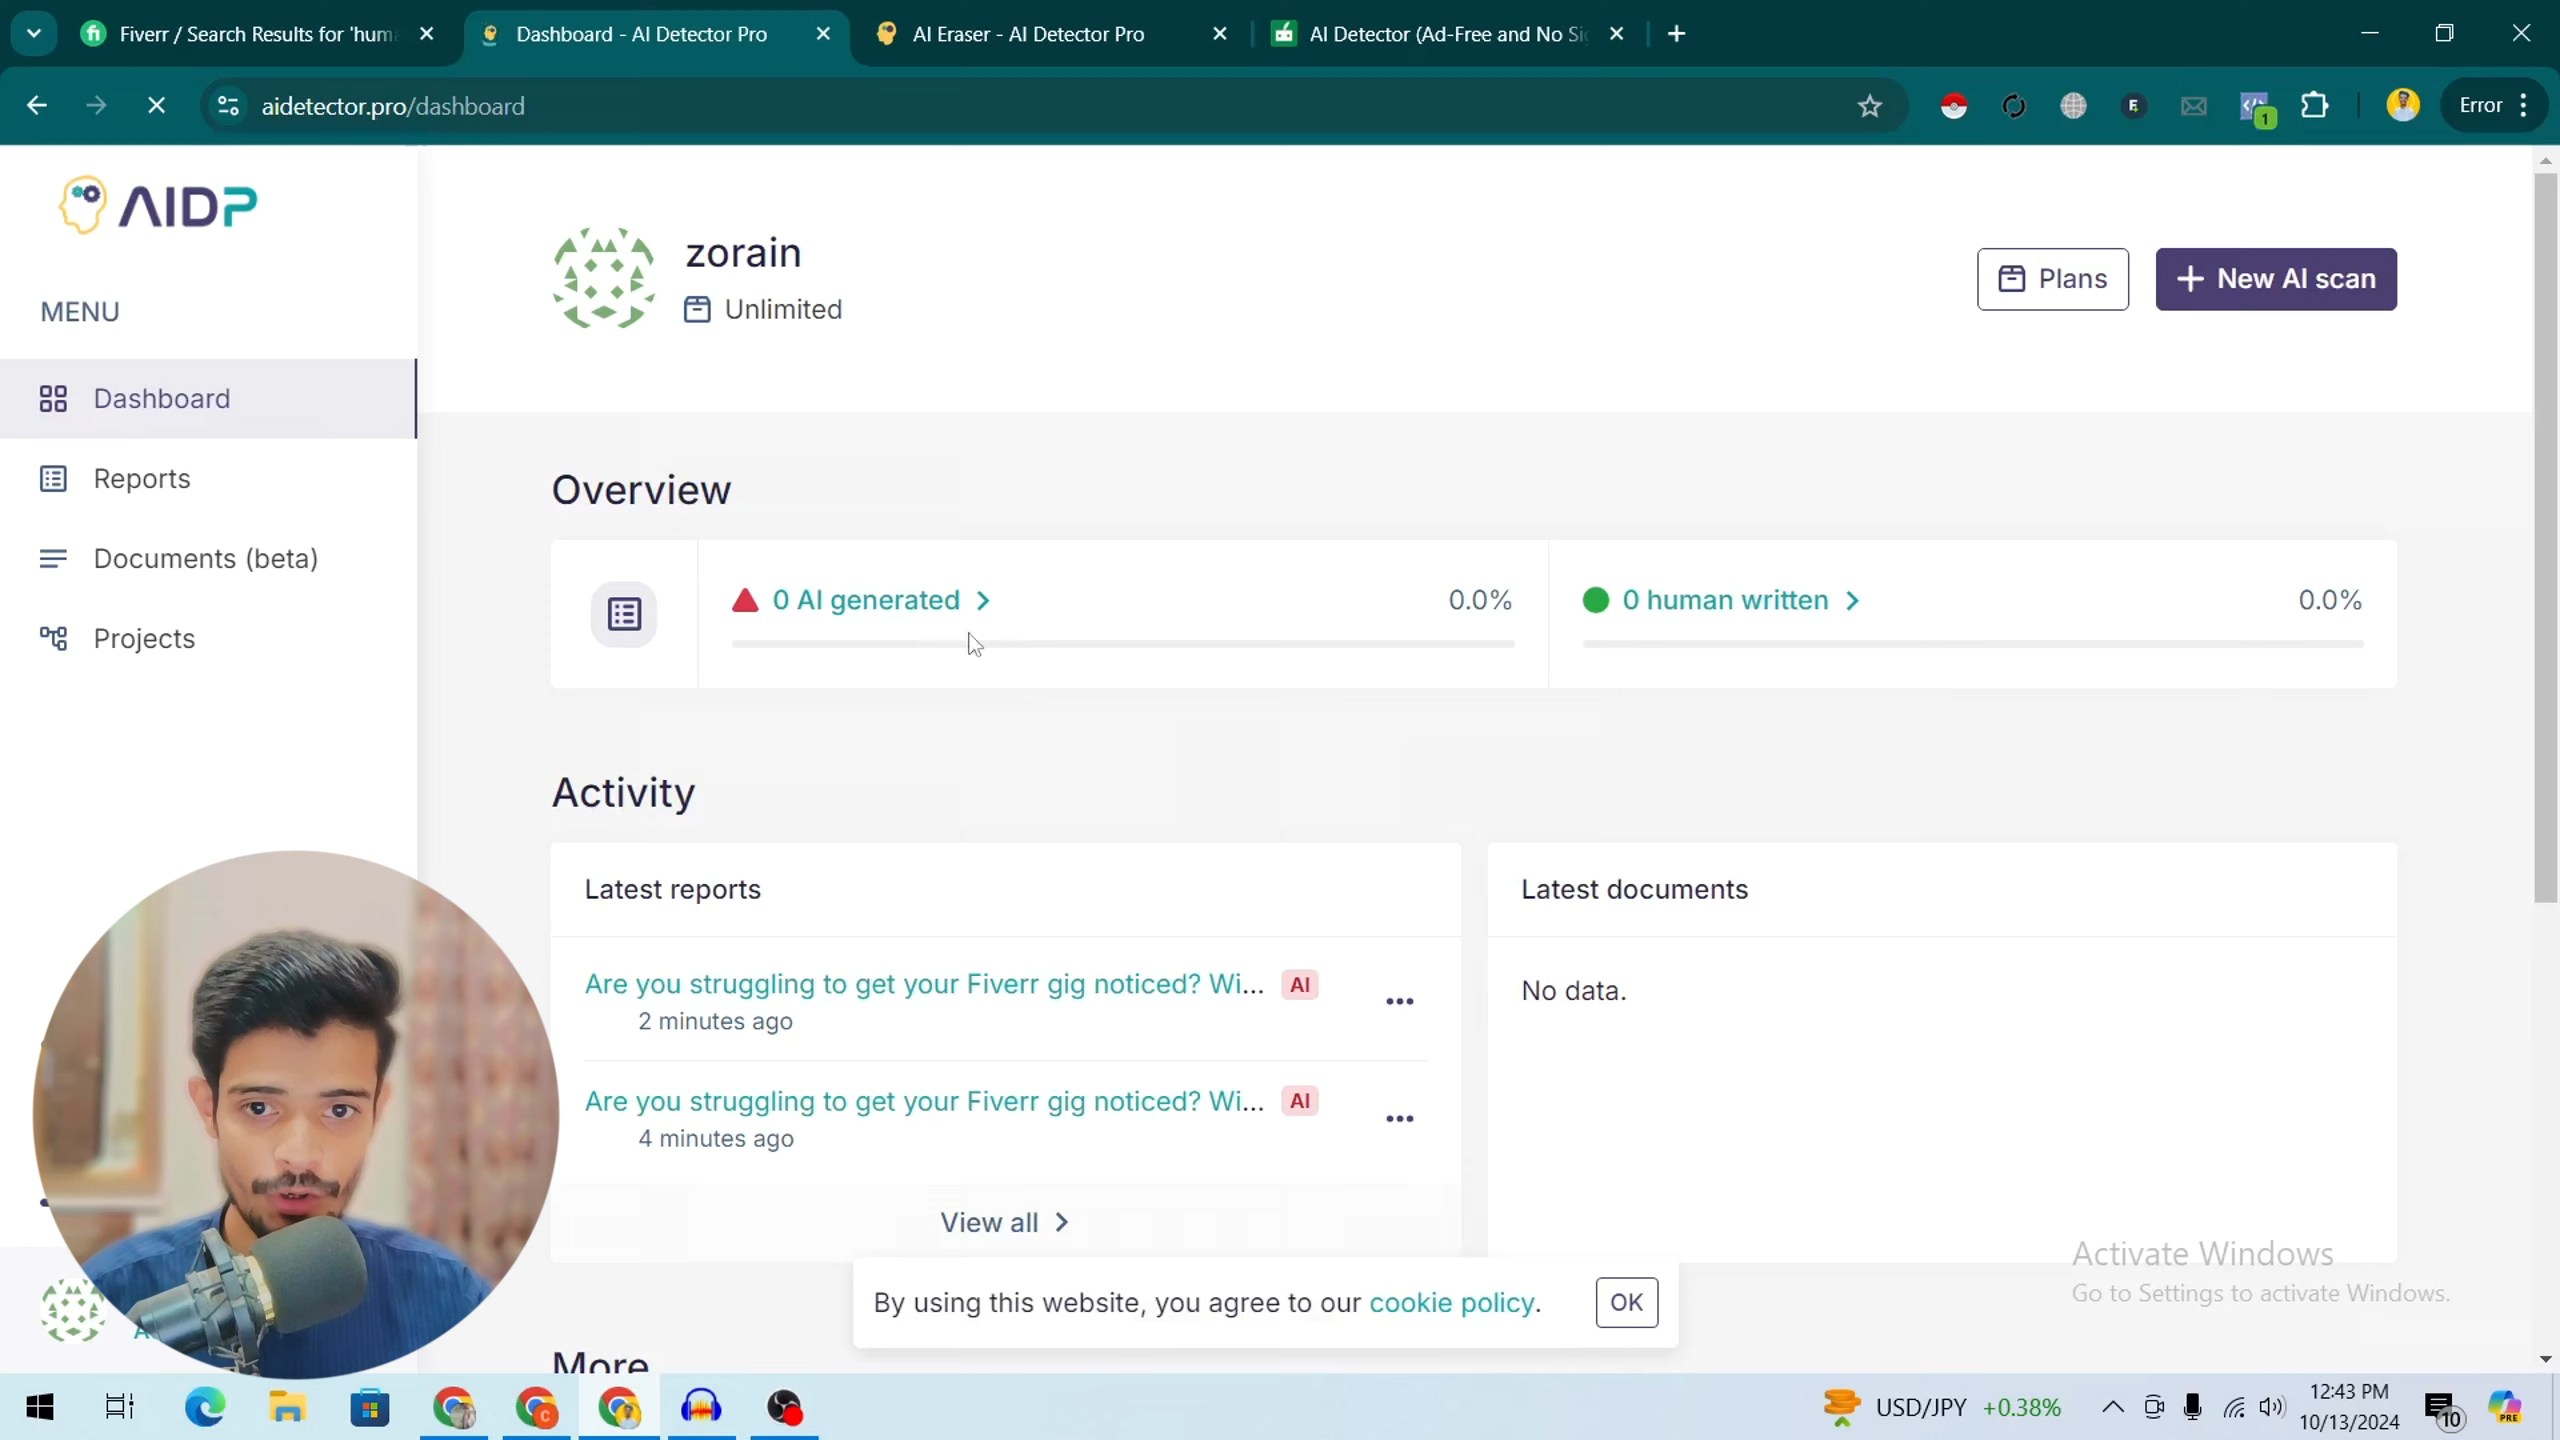 Fiverr / Search Results for 'hum
Dashboard - AI Detector Pro
AI Eraser - AI Detector Pro
AI Detector (Ad-Free and No Si
aidetector.pro/dashboard
1
Error
AIDP
MENU
Dashboard
Reports
Documents (beta)
Projects
zorain
Unlimited
Plans
New AI scan
Overview
0 AI generated
0.0%
0 human written
0.0%
Activity
Latest reports
Are you struggling to get your Fiverr gig noticed? Wi... AI
2 minutes ago
Are you struggling to get your Fiverr gig noticed? Wi... AI
4 minutes ago
View all
Latest documents
No data.
More
By using this website, you agree to our cookie policy.
OK
Activate Windows
Go to Settings to activate Windows.
USD/JPY +0.38%
12:43 PM
10/13/2024
10
PRE